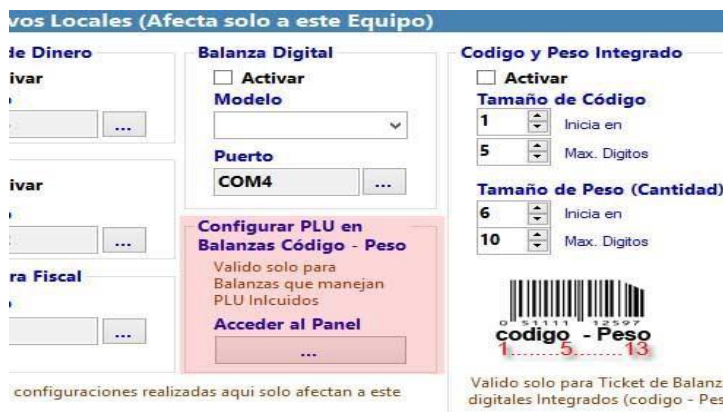 vos Locales (Afecta solo a este Equipo)
de Dinero
ivar
...
ivar
...
ra Fiscal
...
Balanza Digital
Activar
Modelo
Puerto
COM4
...
Configurar PLU en
Balanzas Código - Peso
Valido solo para
Balanzas que manejan
PLU Inlcuidos
Acceder al Panel
...
Codigo y Peso Integrado
Activar
Tamaño de Código
1 Inicia en
5 Max. Digitos
Tamaño de Peso (Cantidad)
6 Inicia en
10 Max. Digitos
0 51111 12597
codigo - Peso
1........5.......13
configuraciones realizadas aqui solo afectan a este
Valido solo para Ticket de Balanz
digitales Integrados (codigo - Pes